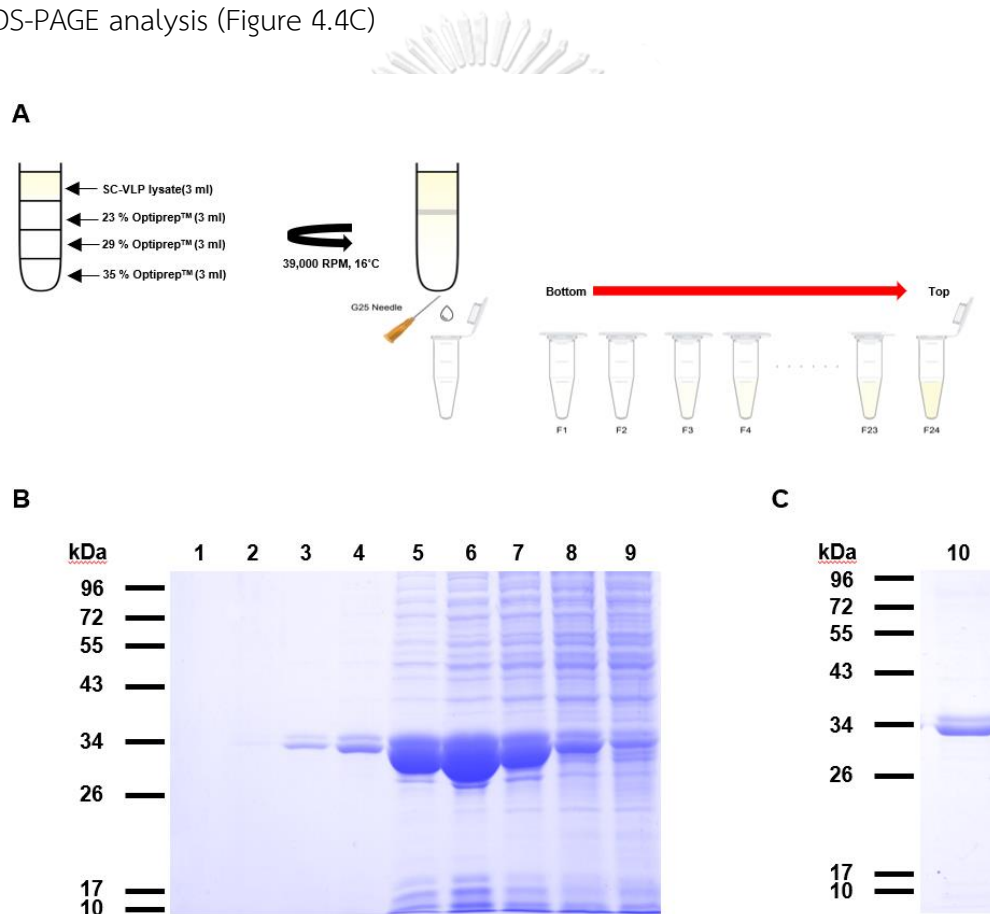 OS-PAGE analysis (Figure 4.4C)
A
SC-VLP lysate(3 ml)
23 % Optiprep™ (3 ml)
29 % Optiprep™ (3 ml)
35 % Optiprep™ (3 ml)
39,000 RPM, 16°C
G25 Needle
Bottom
Top
F1 F2 F3 F4 F23 F24
B
kDa 1 2 3 4 5 6 7 8 9
96
72
55
43
34
26
17
10
C
kDa 10
96
72
55
43
34
26
17
10